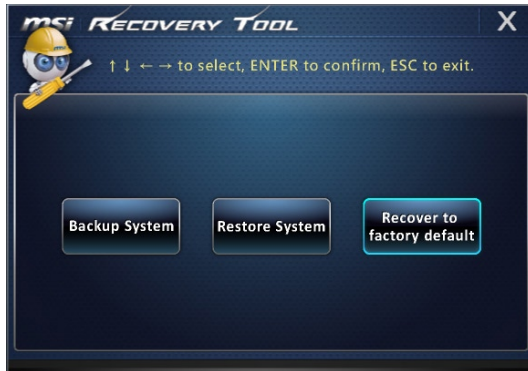 msi RECOVERY TOOL X
↑ ↓ ← → to select, ENTER to confirm, ESC to exit.
Backup System
Restore System
Recover to
factory default